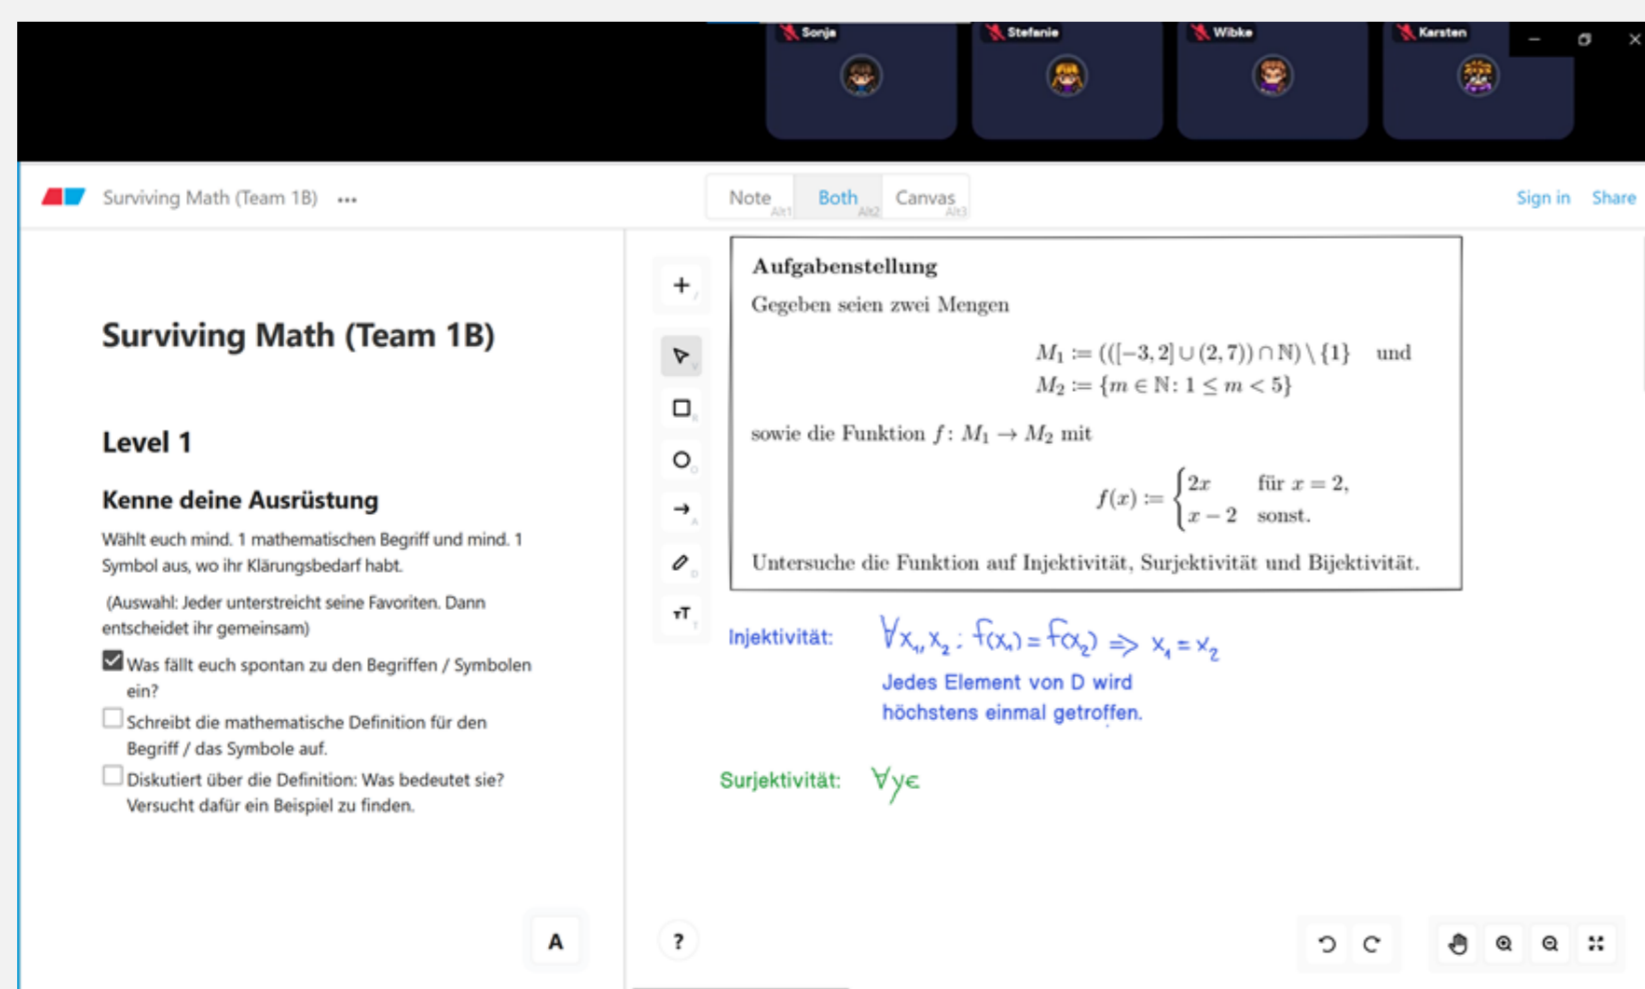 Sonja
Stefanie
Wibke
Karsten
Surviving Math (Team 1B) •••
Note Alt1
Both Alt2
Canvas Alt3
Sign in
Share
Surviving Math (Team 1B)
Level 1
Kenne deine Ausrüstung
Wählt euch mind. 1 mathematischen Begriff und mind. 1
Symbol aus, wo ihr Klärungsbedarf habt.
(Auswahl: Jeder unterstreicht seine Favoriten. Dann
entscheidet ihr gemeinsam)
Was fällt euch spontan zu den Begriffen / Symbolen
ein?
Schreibt die mathematische Definition für den
Begriff / das Symbole auf.
Diskutiert über die Definition: Was bedeutet sie?
Versucht dafür ein Beispiel zu finden.
A
Aufgabenstellung
Gegeben seien zwei Mengen
M₁ := (([−3, 2] ∪ (2, 7)) ∩ ℕ) \ {1} und
M₂ := {m ∈ ℕ: 1 ≤ m < 5}
sowie die Funktion f: M₁ → M₂ mit
f(x) := { 2x für x = 2,
x − 2 sonst.
Untersuche die Funktion auf Injektivität, Surjektivität und Bijektivität.
Injektivität: ∀x₁,x₂ : f(x₁) = f(x₂) ⇒ x₁ = x₂
Jedes Element von D wird
höchstens einmal getroffen.
Surjektivität: ∀y∈
TT
?